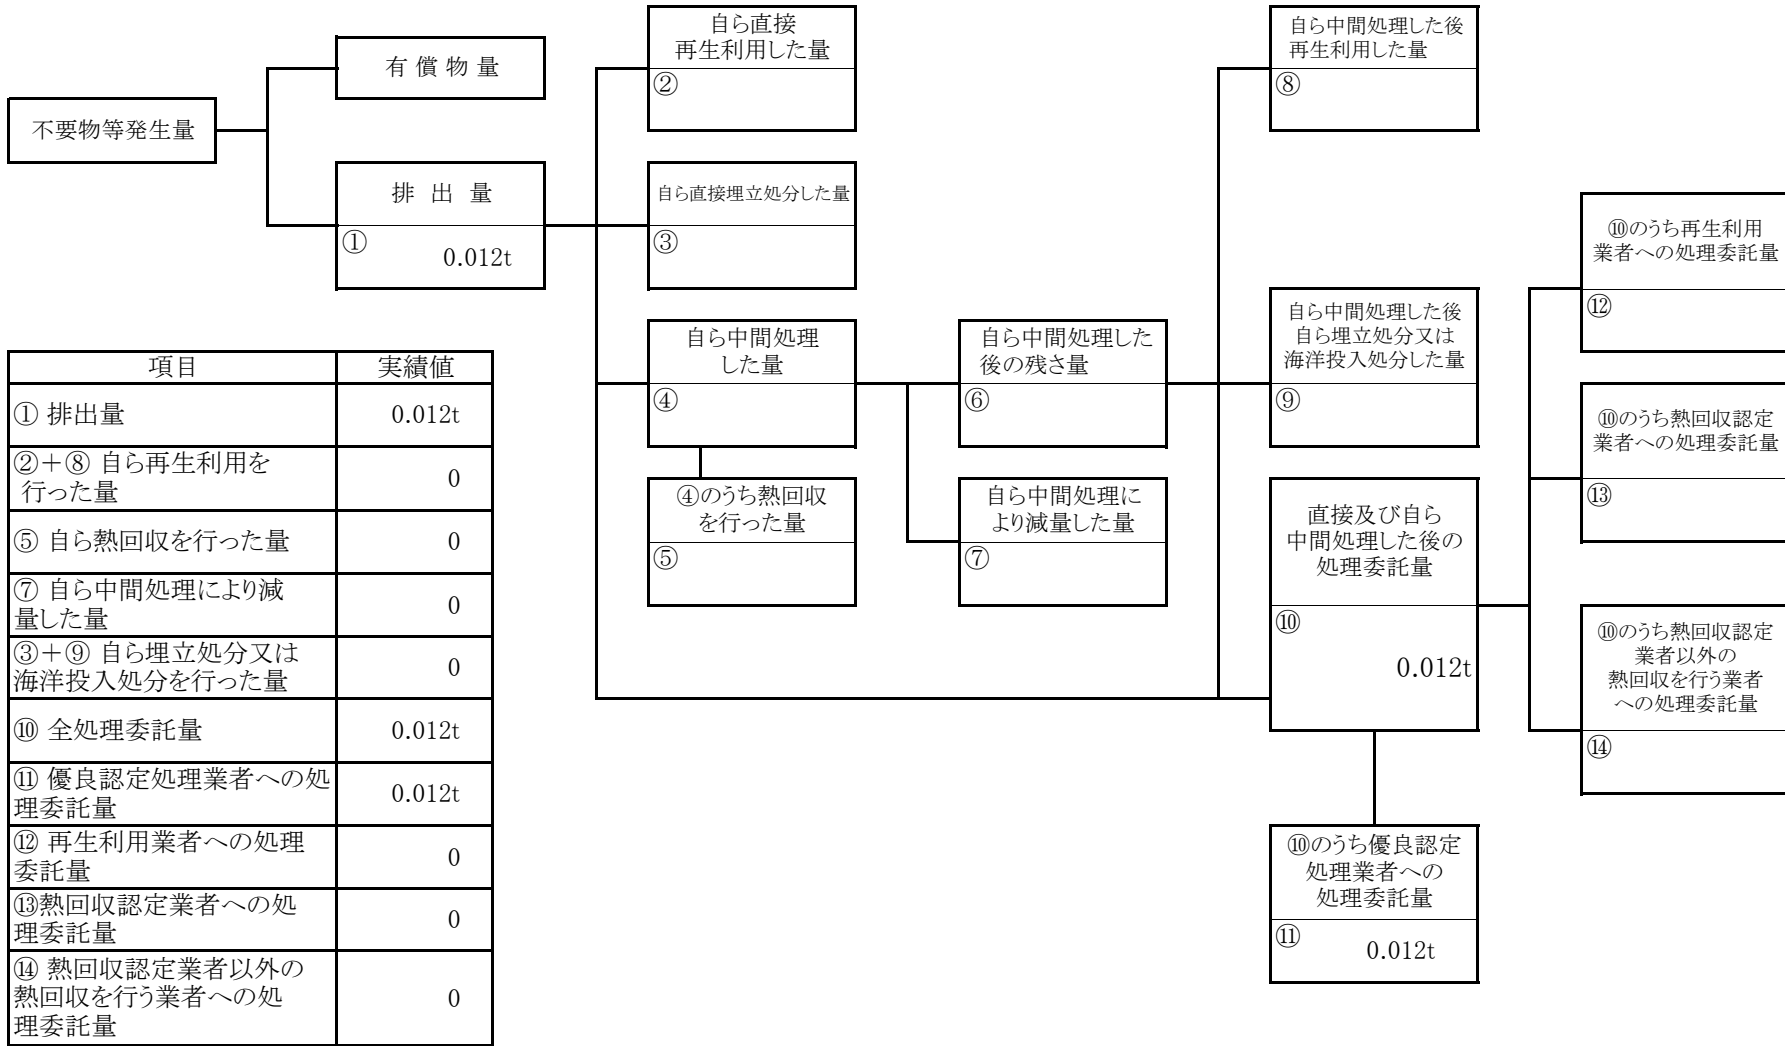 不要物等発生量
有 償 物 量
排 出 量
①
0.012t
自ら直接
再生利用した量
②
自ら直接埋立処分した量
③
自ら中間処理
した量
④
④のうち熱回収
を行った量
⑤
自ら中間処理した
後の残さ量
⑥
自ら中間処理に
より減量した量
⑦
自ら中間処理した後
再生利用した量
⑧
自ら中間処理した後
自ら埋立処分又は
海洋投入処分した量
⑨
直接及び自ら
中間処理した後の
処理委託量
⑩
0.012t
⑩のうち優良認定
処理業者への
処理委託量
⑪
0.012t
⑩のうち再生利用
業者への処理委託量
⑫
⑩のうち熱回収認定
業者への処理委託量
⑬
⑩のうち熱回収認定
業者以外の
熱回収を行う業者
への処理委託量
⑭
項目 実績値
① 排出量 0.012t
②＋⑧ 自ら再生利用を
行った量 0
⑤ 自ら熱回収を行った量 0
⑦ 自ら中間処理により減
量した量 0
③＋⑨ 自ら埋立処分又は
海洋投入処分を行った量 0
⑩ 全処理委託量 0.012t
⑪ 優良認定処理業者への処
理委託量 0.012t
⑫ 再生利用業者への処理
委託量 0
⑬熱回収認定業者への処
理委託量 0
⑭ 熱回収認定業者以外の
熱回収を行う業者への処
理委託量 0